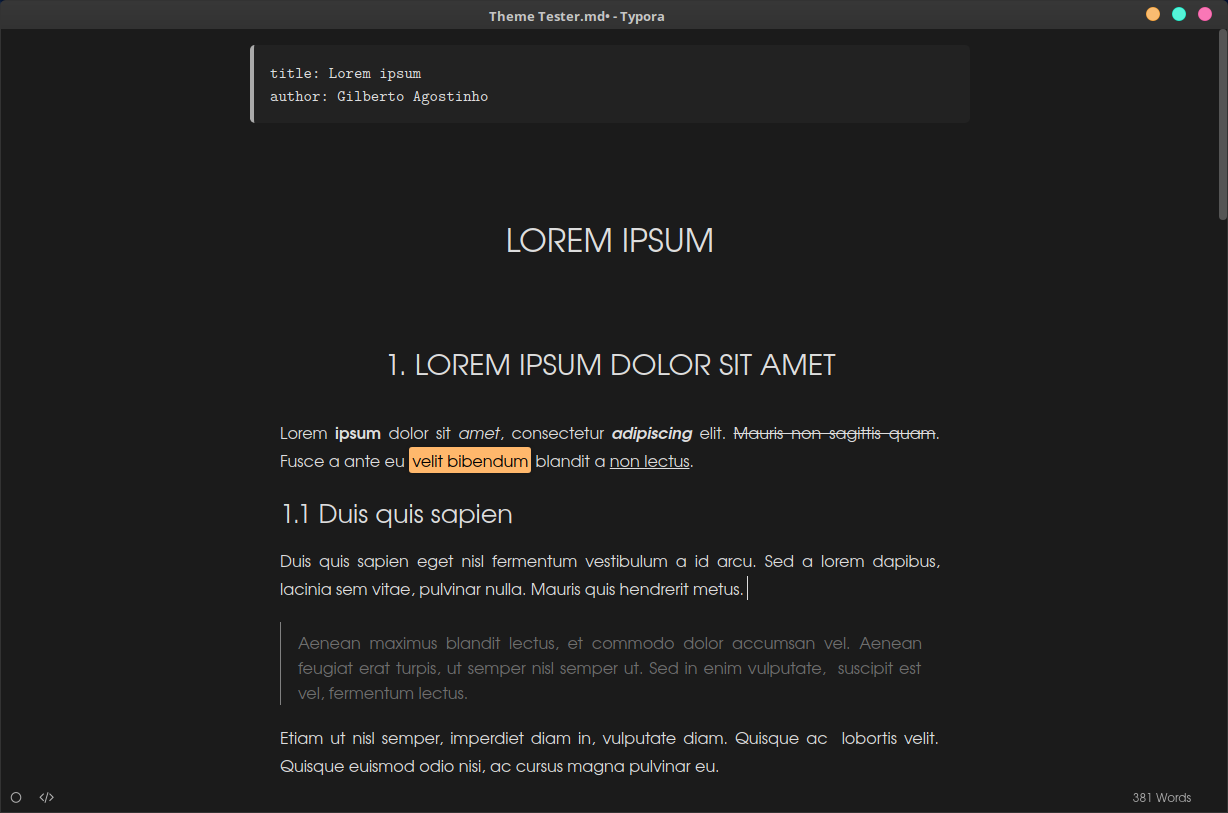 Theme Tester.md• - Typora
title: Lorem ipsum
author: Gilberto Agostinho
LOREM IPSUM
1. LOREM IPSUM DOLOR SIT AMET
Lorem ipsum dolor sit amet, consectetur adipiscing elit. Mauris non sagittis quam.
Fusce a ante eu velit bibendum blandit a non lectus.
1.1 Duis quis sapien
Duis quis sapien eget nisl fermentum vestibulum a id arcu. Sed a lorem dapibus,
lacinia sem vitae, pulvinar nulla. Mauris quis hendrerit metus.
Aenean maximus blandit lectus, et commodo dolor accumsan vel. Aenean
feugiat erat turpis, ut semper nisl semper ut. Sed in enim vulputate, suscipit est
vel, fermentum lectus.
Etiam ut nisl semper, imperdiet diam in, vulputate diam. Quisque ac lobortis velit.
Quisque euismod odio nisi, ac cursus magna pulvinar eu.
</> 381 Words